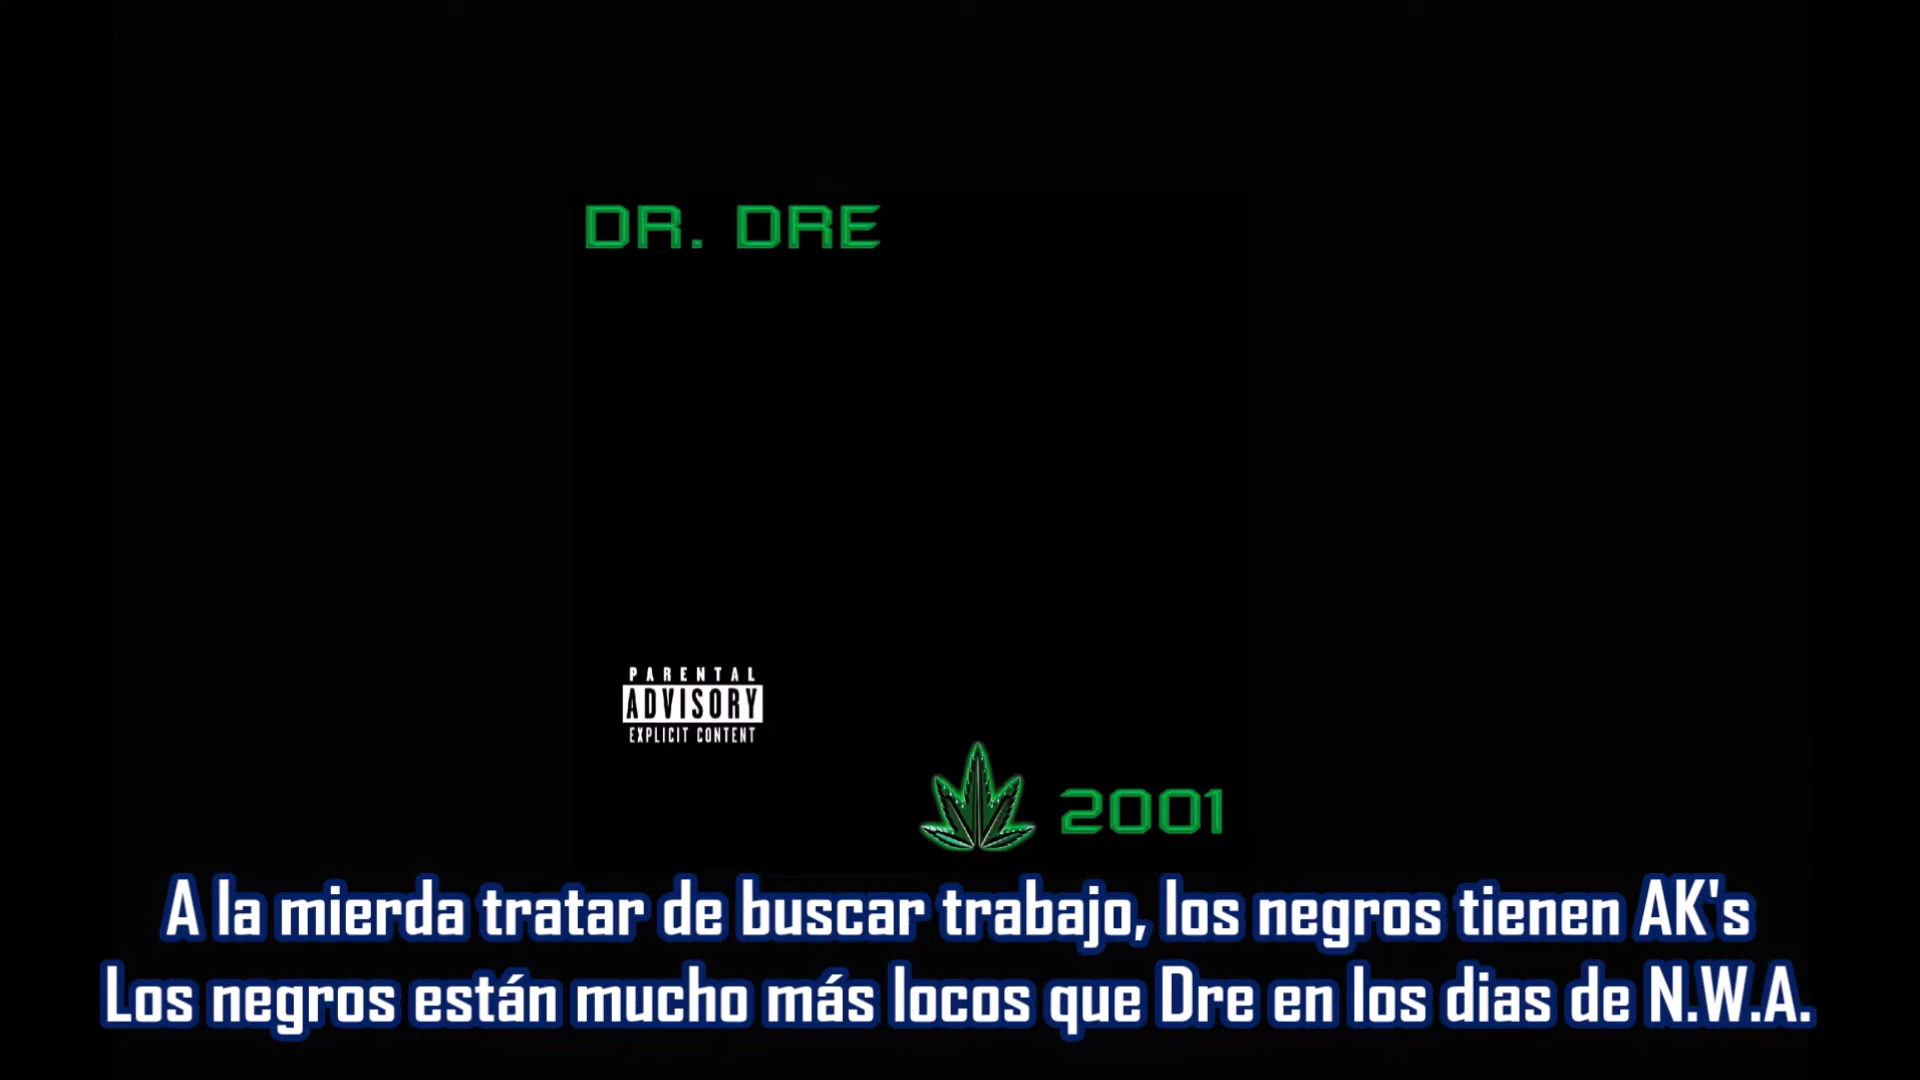 DR. DRE
PARENTAL
ADVISORY
EXPLICIT CONTENT
2001
A la mierda tratar de buscar trabajo, los negros tienen AK's
Los negros están mucho más locos que Dre en los dias de N.W.A.